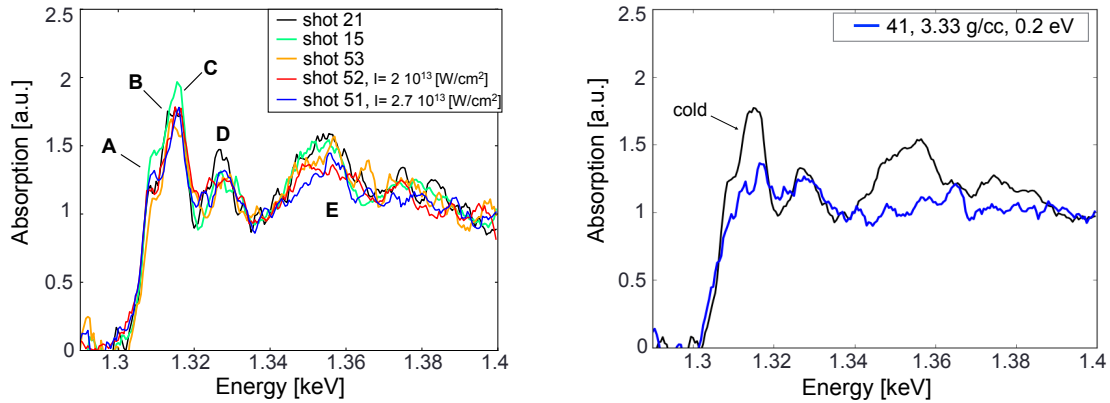 2.5
2
1.5
1
0.5
0
1.3
1.32
1.34
1.36
1.38
1.4
Absorption [a.u.]
Energy [keV]
A
B
C
D
E
shot 21
shot 15
shot 53
shot 52, I= 2 10¹³ [W/cm²]
shot 51, I= 2.7 10¹³ [W/cm²]
2.5
2
1.5
1
0.5
0
1.3
1.32
1.34
1.36
1.38
1.4
Absorption [a.u.]
Energy [keV]
cold
41, 3.33 g/cc, 0.2 eV